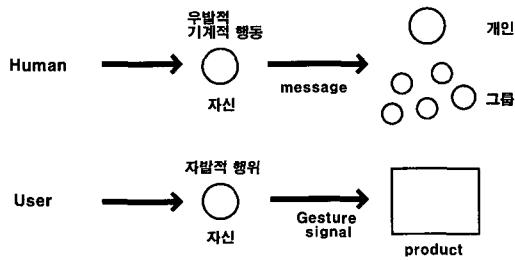 우발적
기계적 행동
개인
Human
message
자신
그룹
자발적 행위
User
Gesture
signal
자신
product